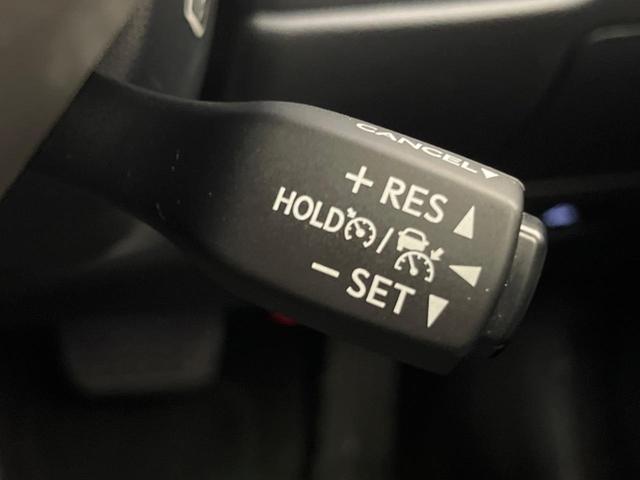 CANCEL▼
+ RES ▲
HOLD / ◀
− SET ▼